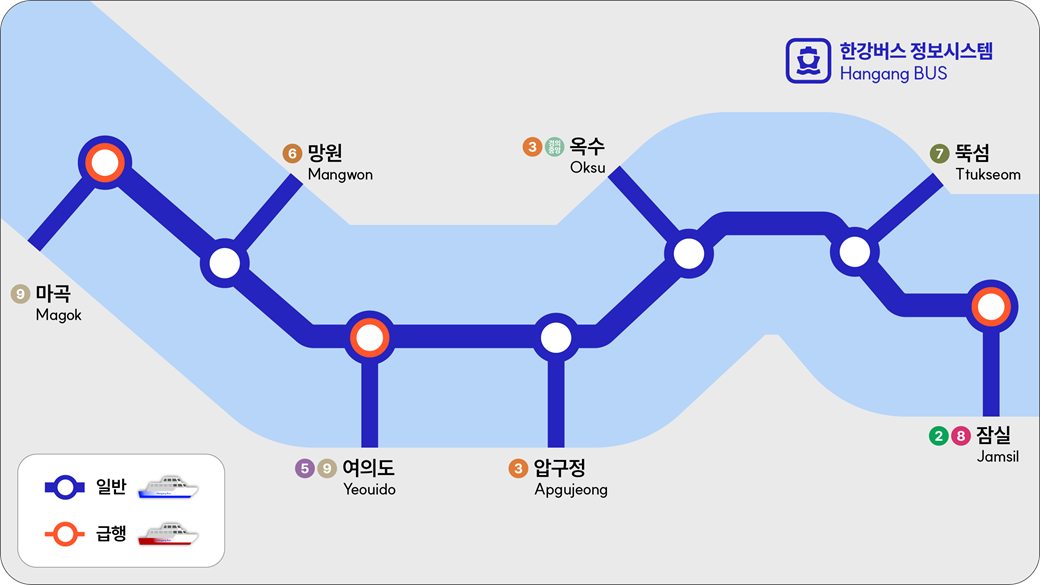 한강버스 정보시스템
Hangang BUS
6 망원
Mangwon
3 경의중앙 옥수
Oksu
7 뚝섬
Ttukseom
9 마곡
Magok
2 8 잠실
Jamsil
5 9 여의도
Yeouido
3 압구정
Apgujeong
일반
급행